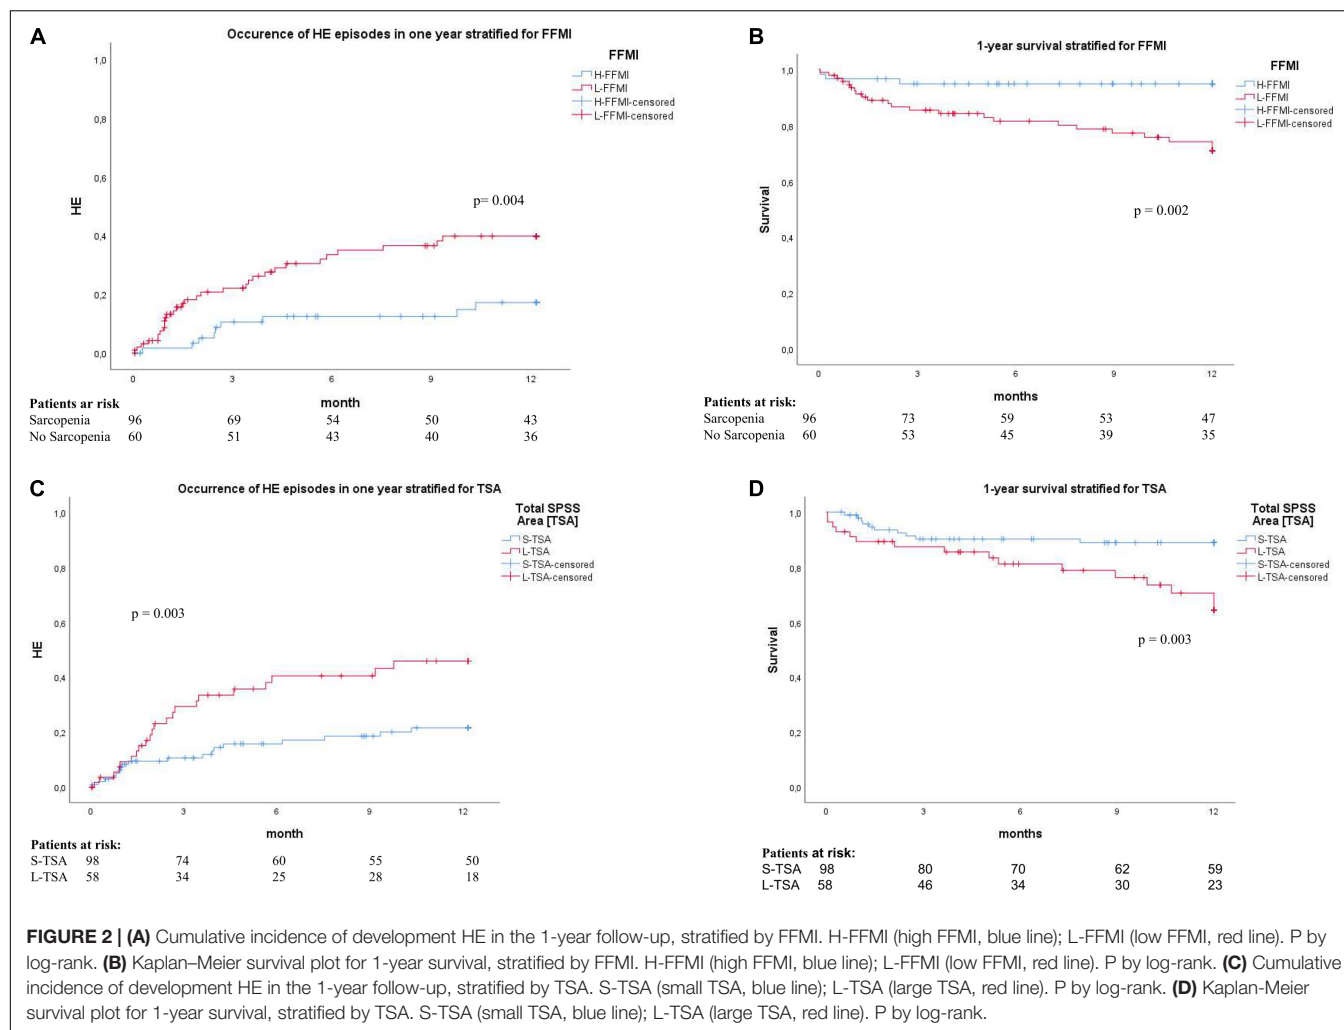 A
Occurence of HE episodes in one year stratified for FFMI
FFMI
H-FFMI
L-FFMI
H-FFMI-censored
L-FFMI-censored
1,0
0,8
0,6
0,4
0,2
0,0
HE
p= 0.004
0 3 6 9 12
month
Patients ar risk
Sarcopenia 96 69 54 50 43
No Sarcopenia 60 51 43 40 36
B
1-year survival stratified for FFMI
FFMI
H-FFMI
L-FFMI
H-FFMI-censored
L-FFMI-censored
1,0
0,8
0,6
0,4
0,2
0,0
Survival
p = 0.002
0 3 6 9 12
months
Patients at risk:
Sarcopenia 96 73 59 53 47
No Sarcopenia 60 53 45 39 35
C
Occurrence of HE episodes in one year stratified for TSA
Total SPSS
Area [TSA]
S-TSA
L-TSA
S-TSA-censored
L-TSA-censored
1,0
0,8
0,6
0,4
0,2
0,0
HE
p = 0.003
0 3 6 9 12
month
Patients at risk:
S-TSA 98 74 60 55 50
L-TSA 58 34 25 28 18
D
1-year survival stratified for TSA
Total SPSS
Area [TSA]
S-TSA
L-TSA
S-TSA-censored
L-TSA-censored
1,0
0,8
0,6
0,4
0,2
0,0
Survival
p = 0.003
0 3 6 9 12
months
Patients at risk:
S-TSA 98 80 70 62 59
L-TSA 58 46 34 30 23
FIGURE 2 | (A) Cumulative incidence of development HE in the 1-year follow-up, stratified by FFMI. H-FFMI (high FFMI, blue line); L-FFMI (low FFMI, red line). P by
log-rank. (B) Kaplan–Meier survival plot for 1-year survival, stratified by FFMI. H-FFMI (high FFMI, blue line); L-FFMI (low FFMI, red line). P by log-rank. (C) Cumulative
incidence of development HE in the 1-year follow-up, stratified by TSA. S-TSA (small TSA, blue line); L-TSA (large TSA, red line). P by log-rank. (D) Kaplan-Meier
survival plot for 1-year survival, stratified by TSA. S-TSA (small TSA, blue line); L-TSA (large TSA, red line). P by log-rank.